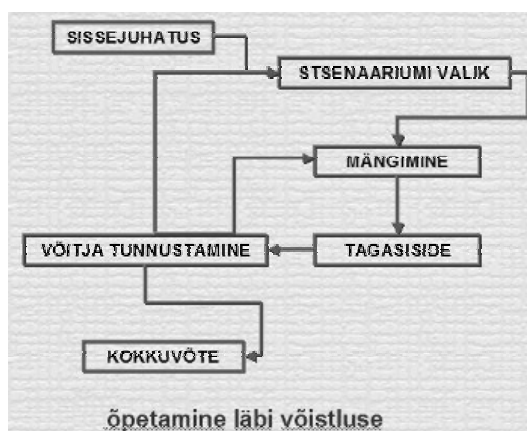 SISSEJUHATUS
STSENAARIUMI VALIK
MÄNGIMINE
VÕITJA TUNNUSTAMINE
TAGASISIDE
KOKKUVÕTE
õpetamine läbi võistluse